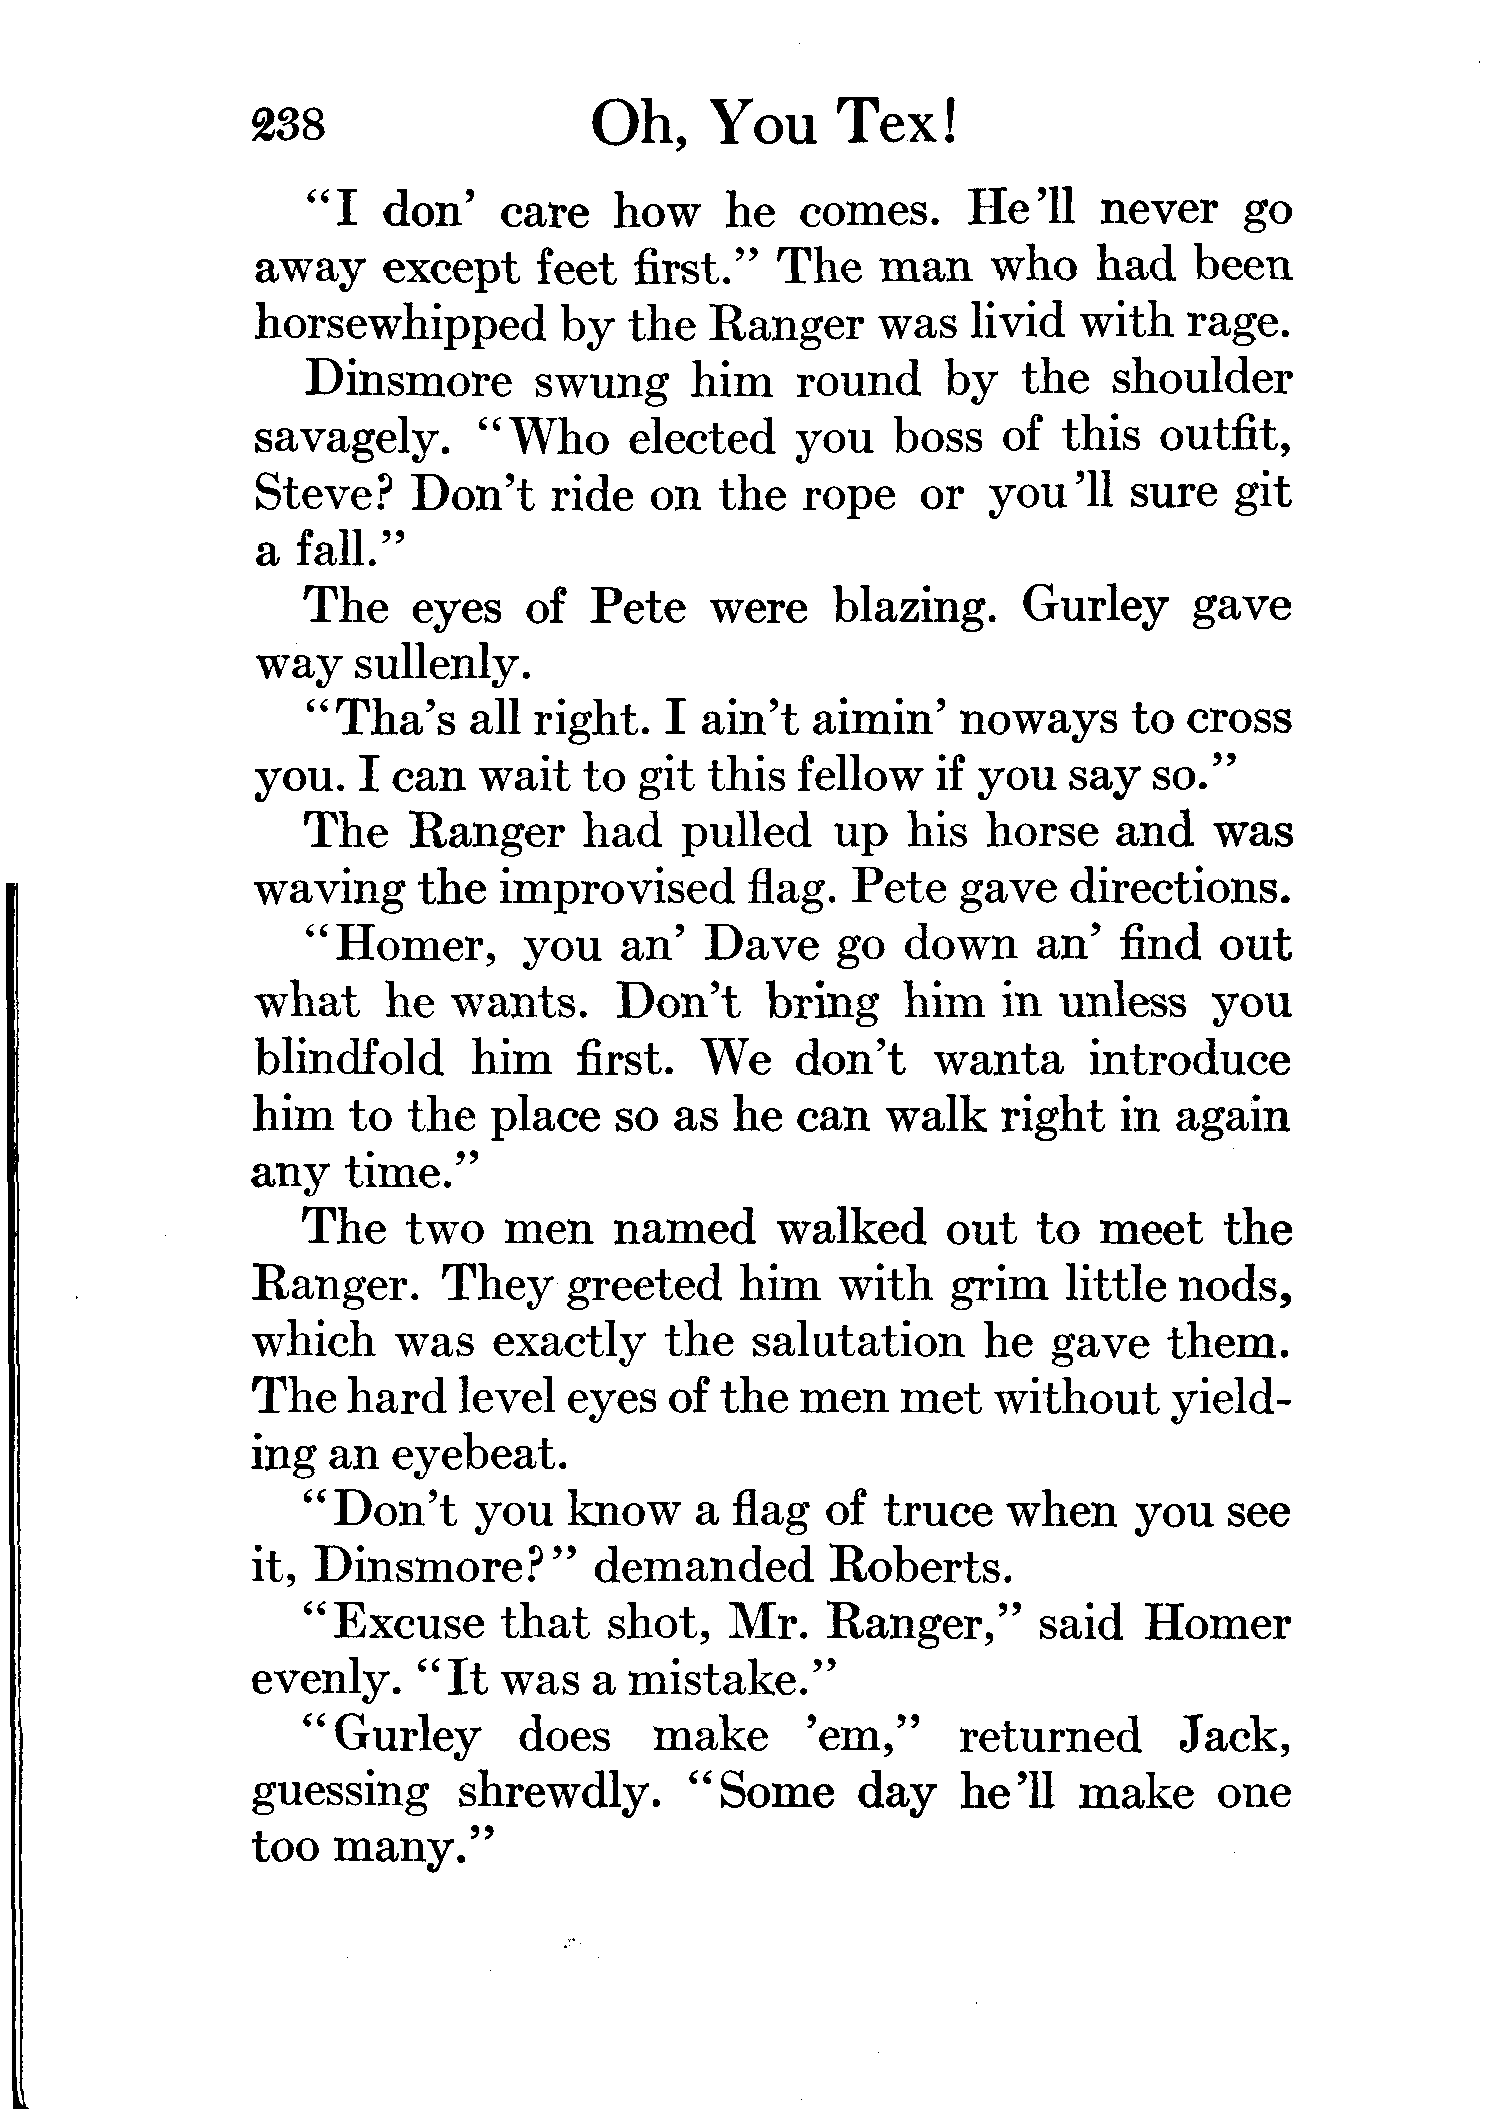 238 Oh, You Tex!
“I don’ care how he comes. He’ll never go
away except feet first.” The man who had been
horsewhipped by the Ranger was livid with rage.
Dinsmore swung him round by the shoulder
savagely. “Who elected you boss of this outfit,
Steve? Don’t ride on the rope or you’ll sure git
a fall.”
The eyes of Pete were blazing. Gurley gave
way sullenly.
“Tha’s all right. I ain’t aimin’ noways to cross
you. I can wait to git this fellow if you say so.”
The Ranger had pulled up his horse and was
waving the improvised flag. Pete gave directions.
“Homer, you an’ Dave go down an’ find out
what he wants. Don’t bring him in unless you
blindfold him first. We don’t wanta introduce
him to the place so as he can walk right in again
any time.”
The two men named walked out to meet the
Ranger. They greeted him with grim little nods,
which was exactly the salutation he gave them.
The hard level eyes of the men met without yield-
ing an eyebeat.
“Don’t you know a flag of truce when you see
it, Dinsmore?” demanded Roberts.
“Excuse that shot, Mr. Ranger,” said Homer
evenly. “It was a mistake.”
“Gurley does make ’em,” returned Jack,
guessing shrewdly. “Some day he’ll make one
too many.”